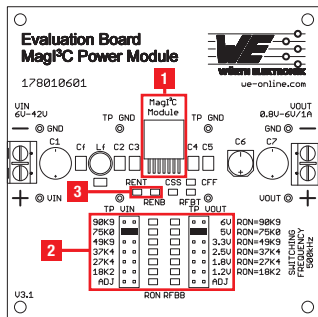 Evaluation Board
MagI³C Power Module
178010601
WE
WÜRTH ELEKTRONIK
we-online.com
1
VIN
6V-42V
TP GND
MagI³C
Module
TP GND
VOUT
0.8V-6V/1A
GND
GND
C1
Cf
Lf
C2
C3
C4
C5
C6
C7
3
RENT
CSS
CFF
RENB
RFBT
+
VIN
VOUT
+
TP VIN
TP VOUT
2
90K9
6V
RON=90K9
75K0
5V
RON=75K0
49K9
3.3V
RON=49K9
37K4
2.5V
RON=37K4
27K4
1.8V
RON=27K4
18K2
1.2V
RON=18K2
ADJ
ADJ
SWITCHING
FREQUENCY
500kHz
V3.1
RON RFBB